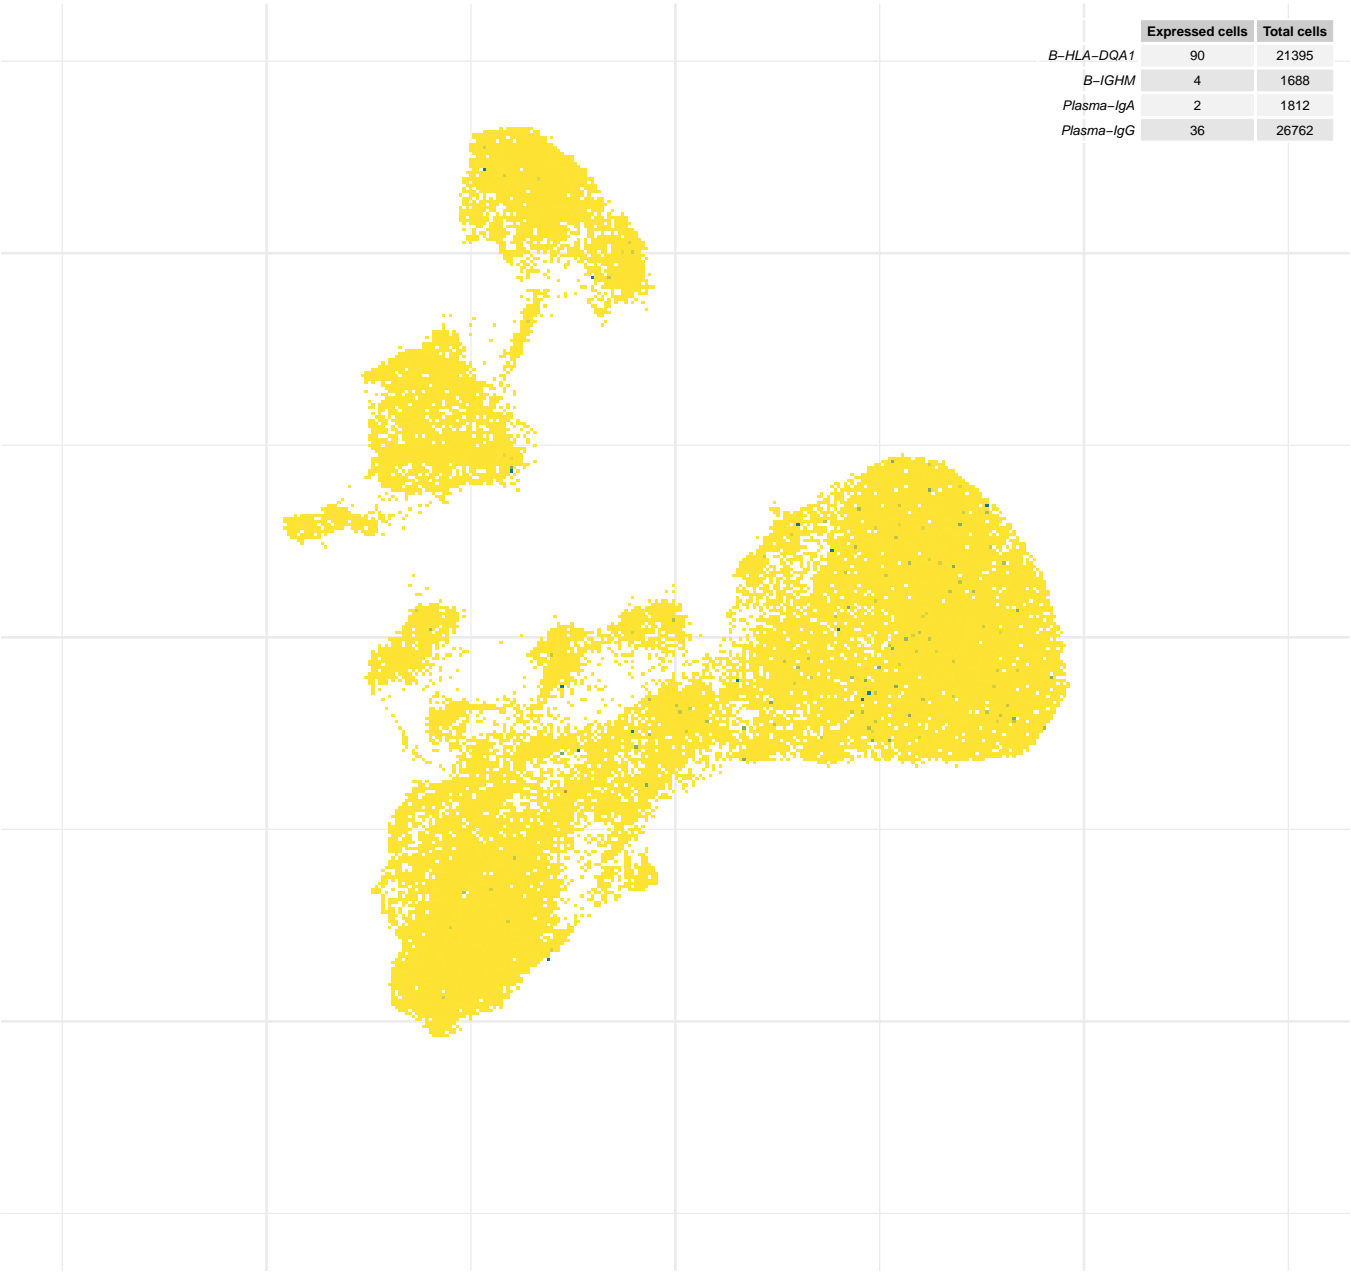 Expressed cells Total cells
B−HLA−DQA1 90 21395
B−IGHM 4 1688
Plasma−IgA 2 1812
Plasma−IgG 36 26762